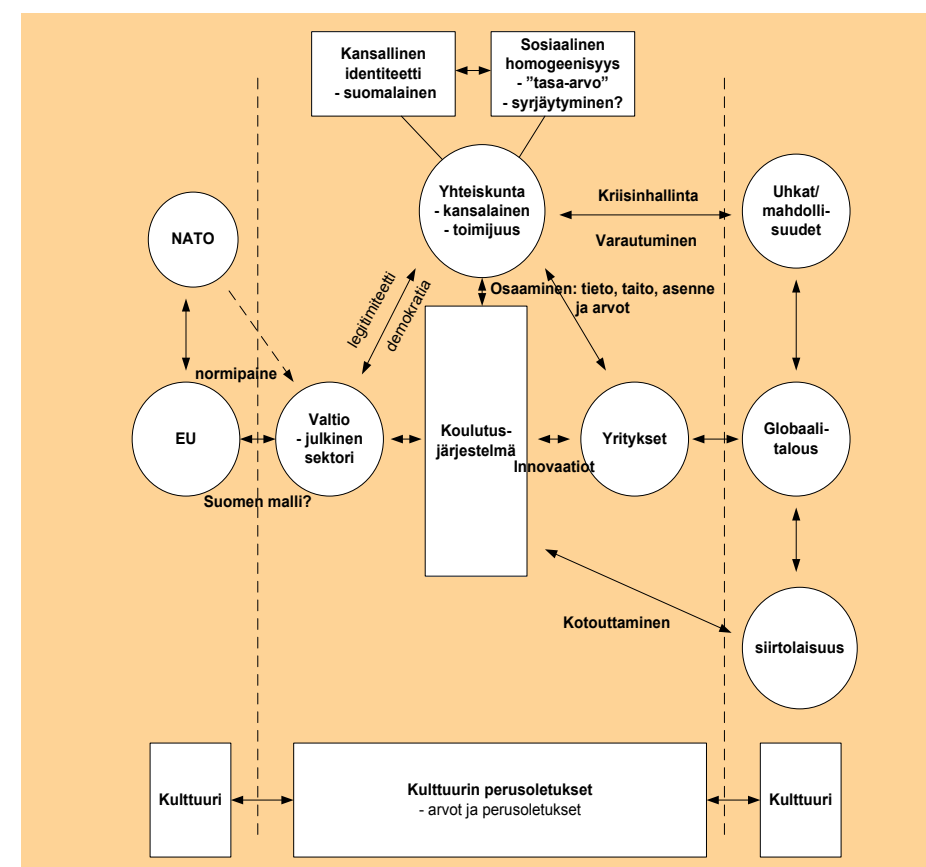 Kansallinen
identiteetti
- suomalainen
Sosiaalinen
homogeenisyys
- ”tasa-arvo”
- syrjäytyminen?
Yhteiskunta
- kansalainen
- toimijuus
Kriisinhallinta
Varautuminen
Uhkat/
mahdolli-
suudet
NATO
legitimiteetti
demokratia
Osaaminen: tieto, taito, asenne
ja arvot
normipaine
EU
Valtio
- julkinen
sektori
Koulutus-
järjestelmä
Innovaatiot
Yritykset
Globaali-
talous
Suomen malli?
Kotouttaminen
siirtolaisuus
Kulttuuri
Kulttuurin perusoletukset
- arvot ja perusoletukset
Kulttuuri